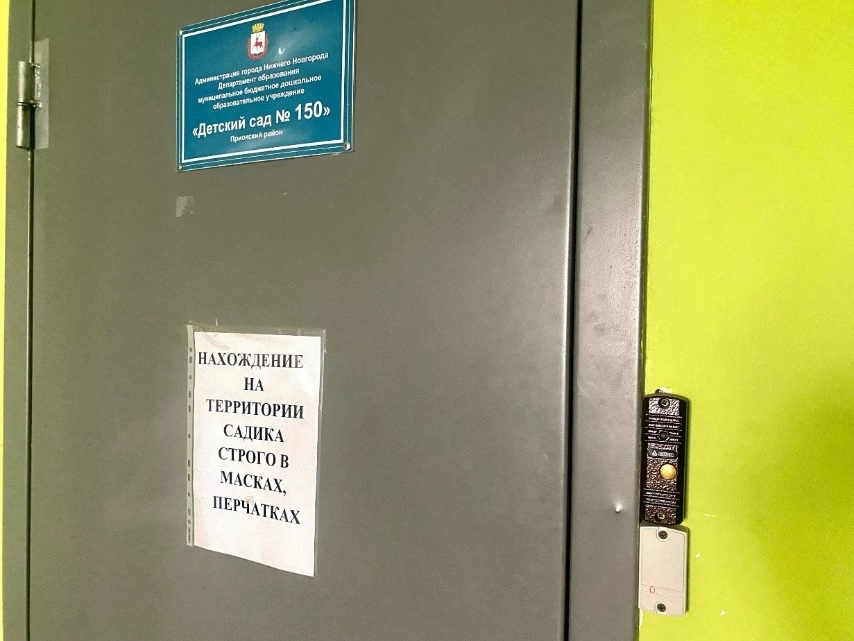 Администрация города Нижнего Новгорода
Департамент образования
муниципальное бюджетное дошкольное
образовательное учреждение
«Детский сад № 150»
Приокский район
НАХОЖДЕНИЕ
НА
ТЕРРИТОРИИ
САДИКА
СТРОГО В
МАСКАХ,
ПЕРЧАТКАХ